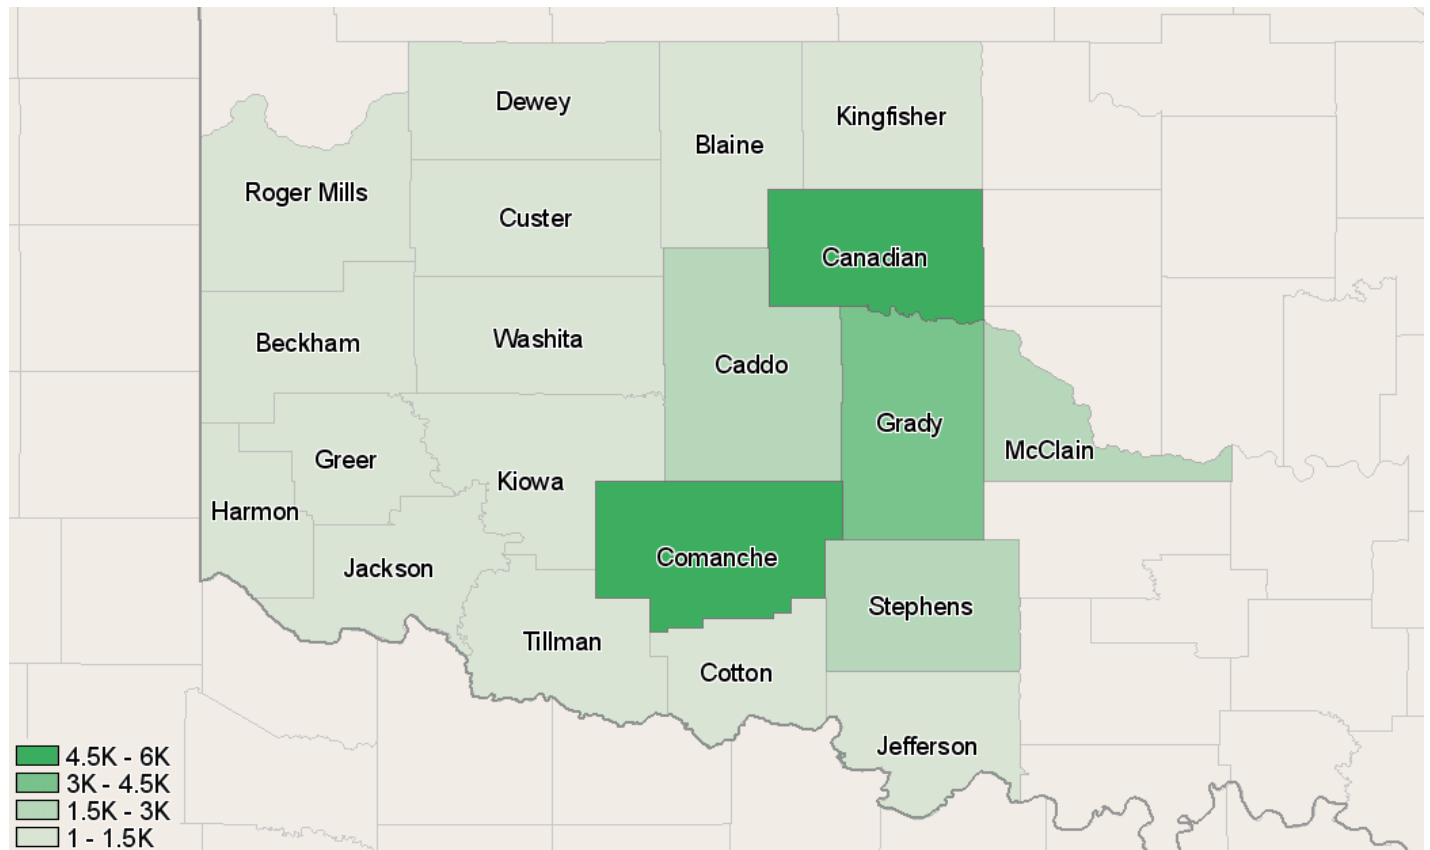 Dewey
Kingfisher
Blaine
Roger Mills
Custer
Canadian
Washita
Beckham
Caddo
Grady
McClain
Greer
Kiowa
Harmon
Comanche
Jackson
Stephens
Tillman
Cotton
Jefferson
4.5K - 6K
3K - 4.5K
1.5K - 3K
1 - 1.5K